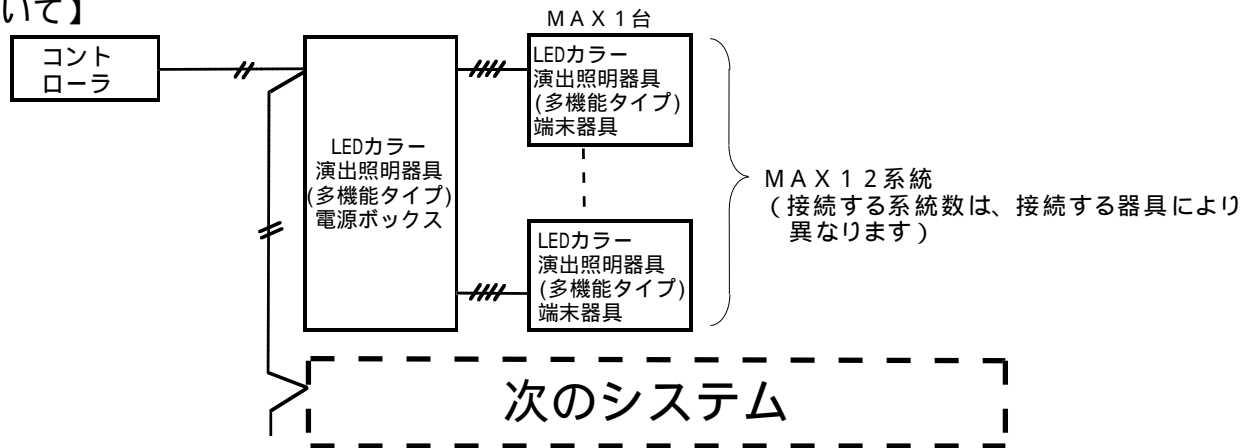 いて】
コント
ローラ
LEDカラー
演出照明器具
(多機能タイプ)
電源ボックス
MAX1台
LEDカラー
演出照明器具
(多機能タイプ)
端末器具
LEDカラー
演出照明器具
(多機能タイプ)
端末器具
MAX12系統
(接続する系統数は、接続する器具により
異なります)
次のシステム